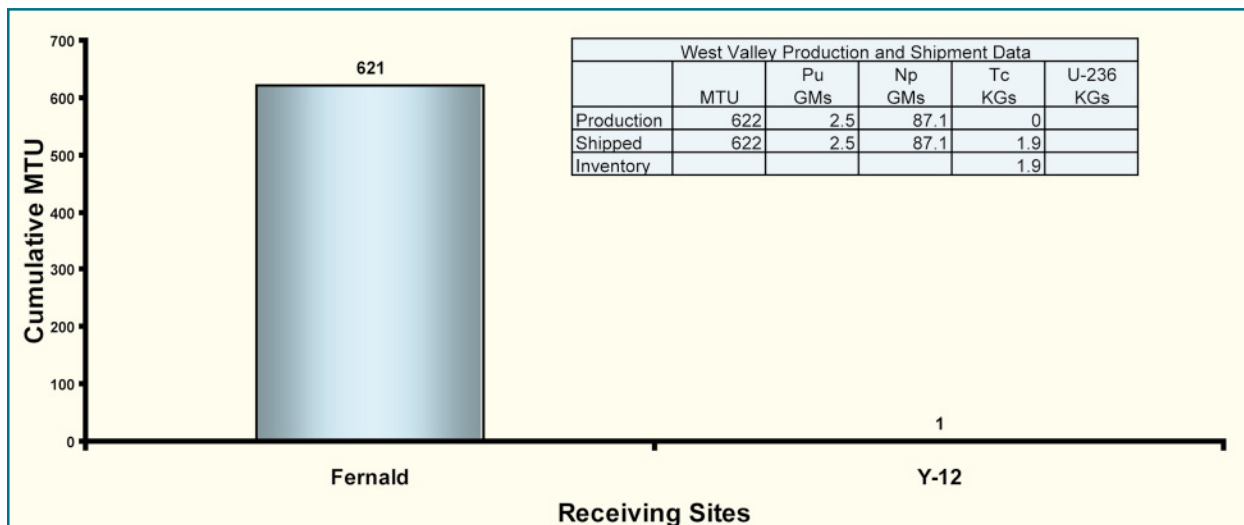 West Valley Production and Shipment Data
MTU Pu GMs Np GMs Tc KGs U-236 KGs
Production 622 2.5 87.1 0
Shipped 622 2.5 87.1 1.9
Inventory 1.9
Cumulative MTU
700
600
500
400
300
200
100
0
621
1
Fernald Y-12
Receiving Sites